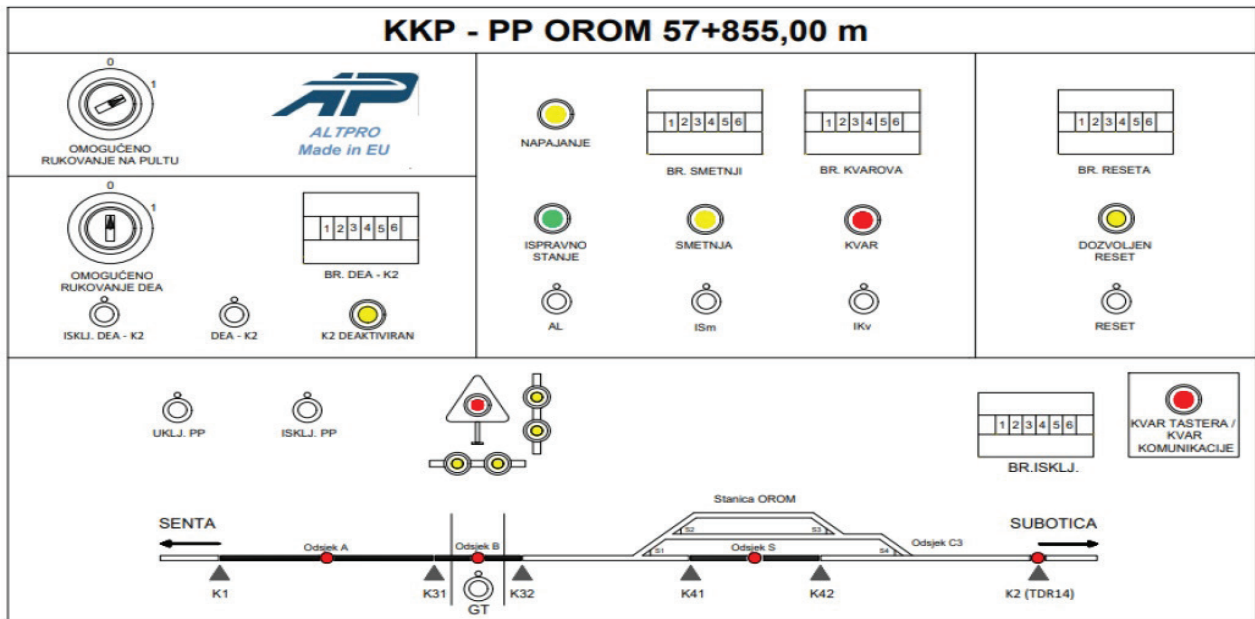 KKP - PP OROM 57+855,00 m
0
1
OMOGUĆENO
RUKOVANJE NA PULTU
AP
ALTPRO
Made in EU
0
1
OMOGUĆENO
RUKOVANJE DEA
1 2 3 4 5 6
BR. DEA - K2
ISKLJ. DEA - K2
DEA - K2
K2 DEAKTIVIRAN
NAPAJANJE
1 2 3 4 5 6
BR. SMETNJI
1 2 3 4 5 6
BR. KVAROVA
ISPRAVNO
STANJE
SMETNJA
KVAR
AL
ISm
IKv
1 2 3 4 5 6
BR. RESETA
DOZVOLJEN
RESET
RESET
UKLJ. PP
ISKLJ. PP
1 2 3 4 5 6
BR.ISKLJ.
KVAR TASTERA /
KVAR
KOMUNIKACIJE
Stanica OROM
SENTA
SUBOTICA
S2
S3
Odsjek A
Odsjek B
S1
Odsjek S
S4
Odsjek C3
K1
K31
GT
K32
K41
K42
K2 (TDR14)